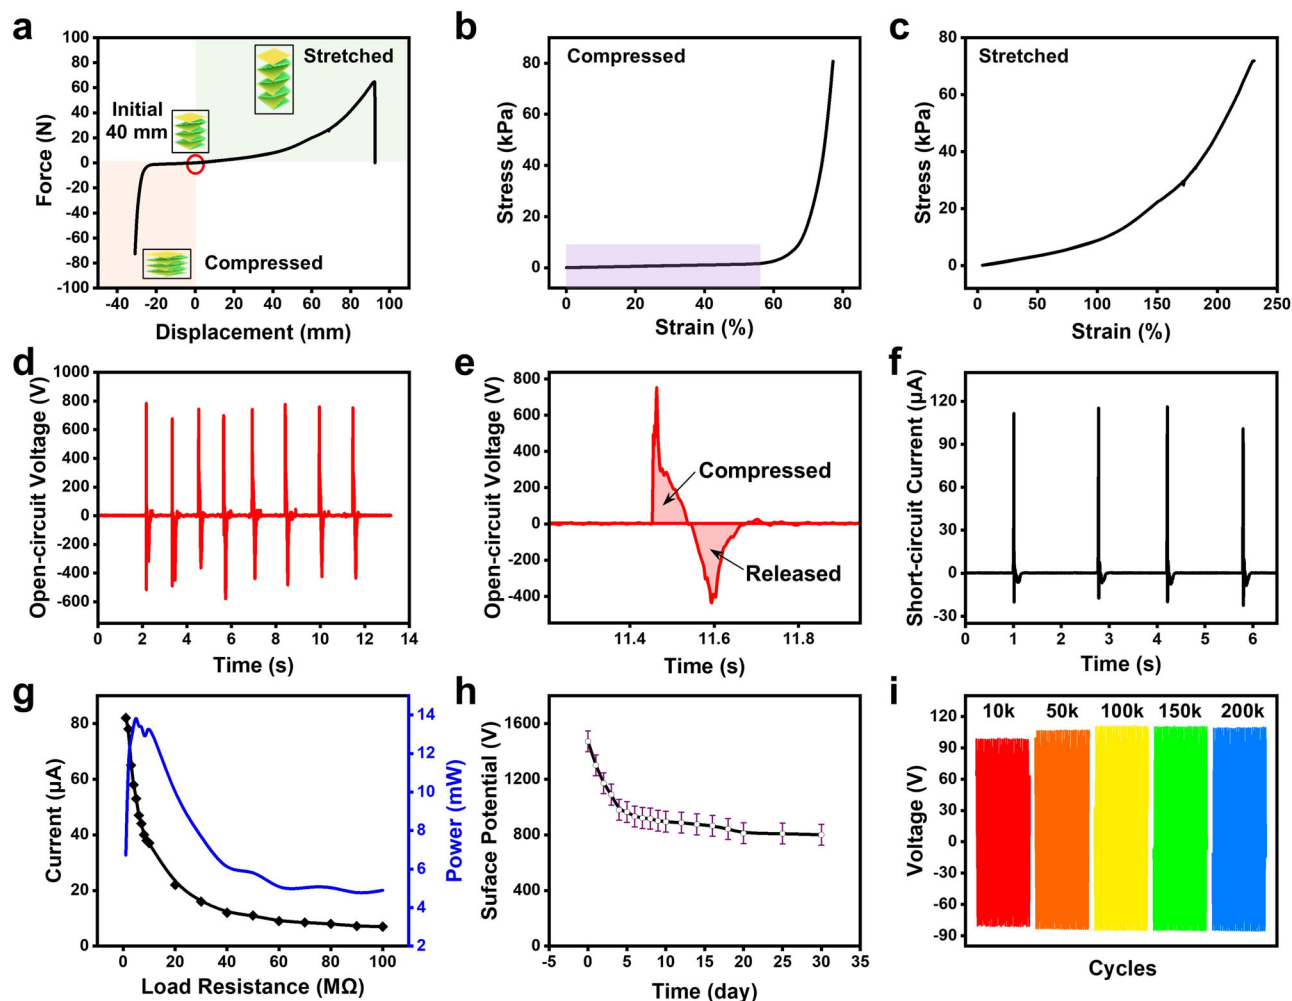 a
Force (N)
100
80
60
40
20
0
-20
-40
-60
-80
-100
Stretched
Initial
40 mm
Compressed
-40 -20 0 20 40 60 80 100
Displacement (mm)
b
Stress (kPa)
80
60
40
20
0
Compressed
0 20 40 60 80
Strain (%)
c
Stress (kPa)
80
60
40
20
0
Stretched
0 50 100 150 200 250
Strain (%)
d
Open-circuit Voltage (V)
1000
800
600
400
200
0
-200
-400
-600
0 2 4 6 8 10 12 14
Time (s)
e
Open-circuit Voltage (V)
800
600
400
200
0
-200
-400
Compressed
Released
11.4 11.6 11.8
Time (s)
f
Short-circuit Current (μA)
120
90
60
30
0
-30
0 1 2 3 4 5 6
Time (s)
g
Current (μA)
80
60
40
20
0
Power (mW)
14
12
10
8
6
4
2
0 20 40 60 80 100
Load Resistance (MΩ)
h
Suface Potential (V)
1600
1200
800
400
0
-5 0 5 10 15 20 25 30 35
Time (day)
i
Voltage (V)
120
90
60
30
0
-30
-60
-90
10k 50k 100k 150k 200k
Cycles